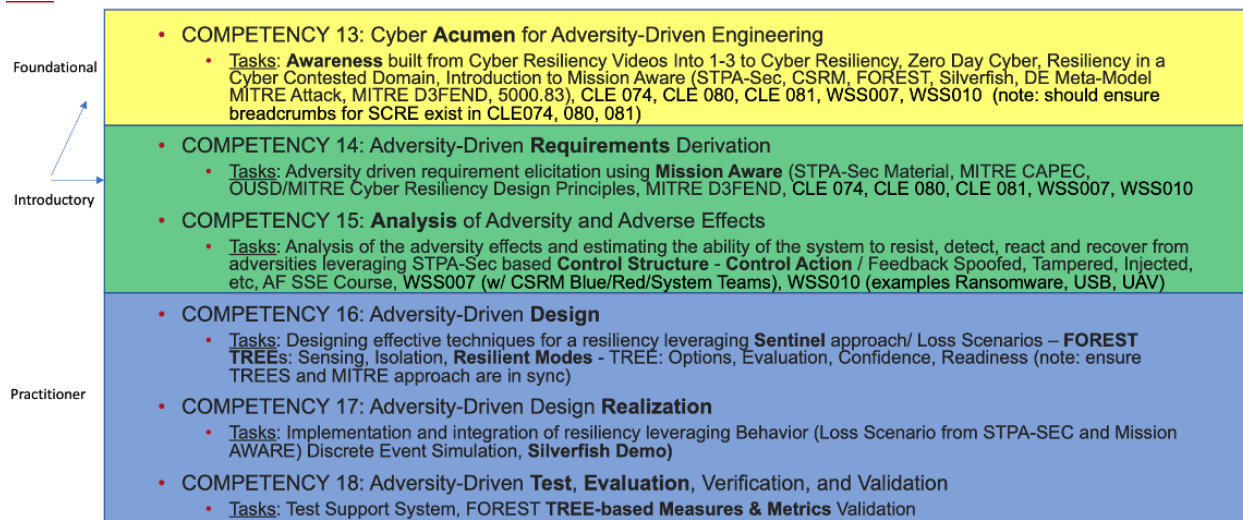 • COMPETENCY 13: Cyber Acumen for Adversity-Driven Engineering
Foundational
• Tasks: Awareness built from Cyber Resiliency Videos Into 1-3 to Cyber Resiliency, Zero Day Cyber, Resiliency in a
Cyber Contested Domain, Introduction to Mission Aware (STPA-Sec, CSRM, FOREST, Silverfish, DE Meta-Model
MITRE Attack, MITRE D3FEND, 5000.83), CLE 074, CLE 080, CLE 081, WSS007, WSS010 (note: should ensure
breadcrumbs for SCRE exist in CLE074, 080, 081)
• COMPETENCY 14: Adversity-Driven Requirements Derivation
Introductory
• Tasks: Adversity driven requirement elicitation using Mission Aware (STPA-Sec Material, MITRE CAPEC,
OUSD/MITRE Cyber Resiliency Design Principles, MITRE D3FEND, CLE 074, CLE 080, CLE 081, WSS007, WSS010
• COMPETENCY 15: Analysis of Adversity and Adverse Effects
• Tasks: Analysis of the adversity effects and estimating the ability of the system to resist, detect, react and recover from
adversities leveraging STPA-Sec based Control Structure - Control Action / Feedback Spoofed, Tampered, Injected,
etc, AF SSE Course, WSS007 (w/ CSRM Blue/Red/System Teams), WSS010 (examples Ransomware, USB, UAV)
• COMPETENCY 16: Adversity-Driven Design
• Tasks: Designing effective techniques for a resiliency leveraging Sentinel approach/ Loss Scenarios – FOREST
TREEs: Sensing, Isolation, Resilient Modes - TREE: Options, Evaluation, Confidence, Readiness (note: ensure
TREES and MITRE approach are in sync)
Practitioner
• COMPETENCY 17: Adversity-Driven Design Realization
• Tasks: Implementation and integration of resiliency leveraging Behavior (Loss Scenario from STPA-SEC and Mission
AWARE) Discrete Event Simulation, Silverfish Demo)
• COMPETENCY 18: Adversity-Driven Test, Evaluation, Verification, and Validation
• Tasks: Test Support System, FOREST TREE-based Measures & Metrics Validation